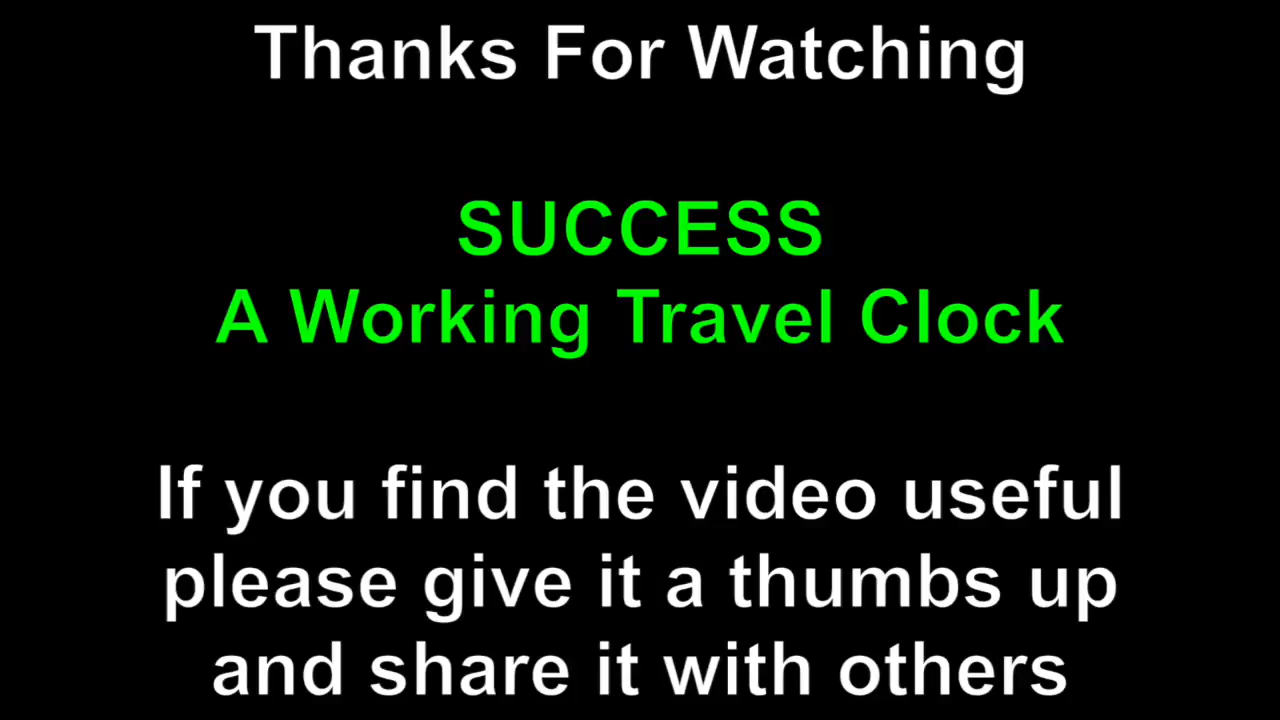 Thanks For Watching
SUCCESS
A Working Travel Clock
If you find the video useful
please give it a thumbs up
and share it with others